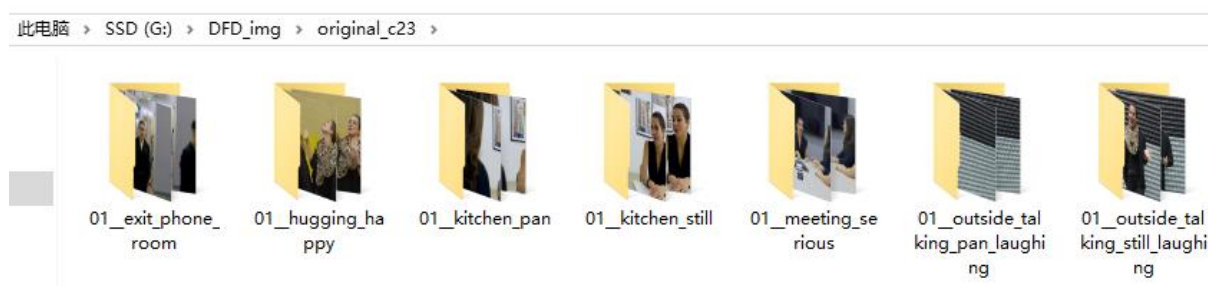 此电脑 › SSD (G:) › DFD_img › original_c23 ›
01__exit_phone_
room
01__hugging_ha
ppy
01__kitchen_pan
01__kitchen_still
01__meeting_se
rious
01__outside_tal
king_pan_laughi
ng
01__outside_tal
king_still_laughi
ng